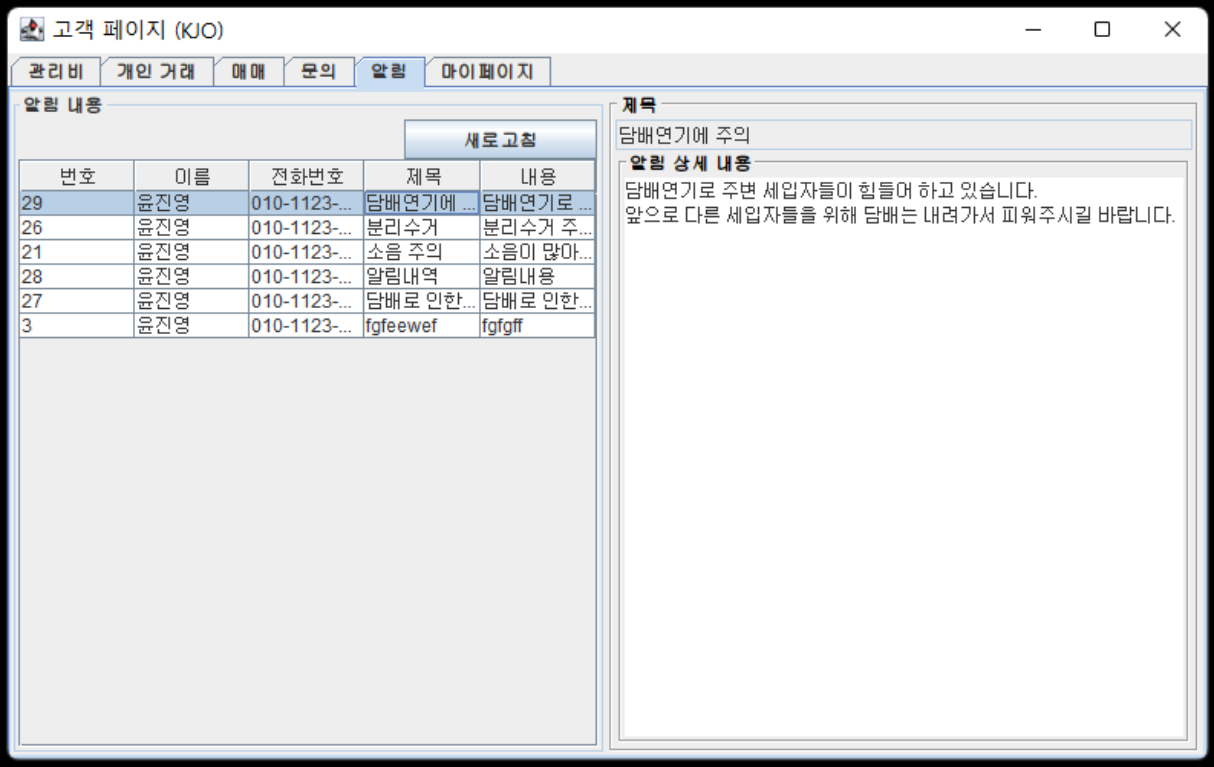 고객 페이지 (KJO)
관리비 개인 거래 매매 문의 알림 마이페이지
알림 내용
새로고침
번호 이름 전화번호 제목 내용
29 윤진영 010-1123-... 담배연기에 ... 담배연기로 ...
26 윤진영 010-1123-... 분리수거 분리수거 주...
21 윤진영 010-1123-... 소음 주의 소음이 많아...
28 윤진영 010-1123-... 알림내역 알림내용
27 윤진영 010-1123-... 담배로 인한... 담배로 인한...
3 윤진영 010-1123-... fgfeewef fgfgff
제목
담배연기에 주의
알림 상세 내용
담배연기로 주변 세입자들이 힘들어 하고 있습니다.
앞으로 다른 세입자들을 위해 담배는 내려가서 피워주시길 바랍니다.